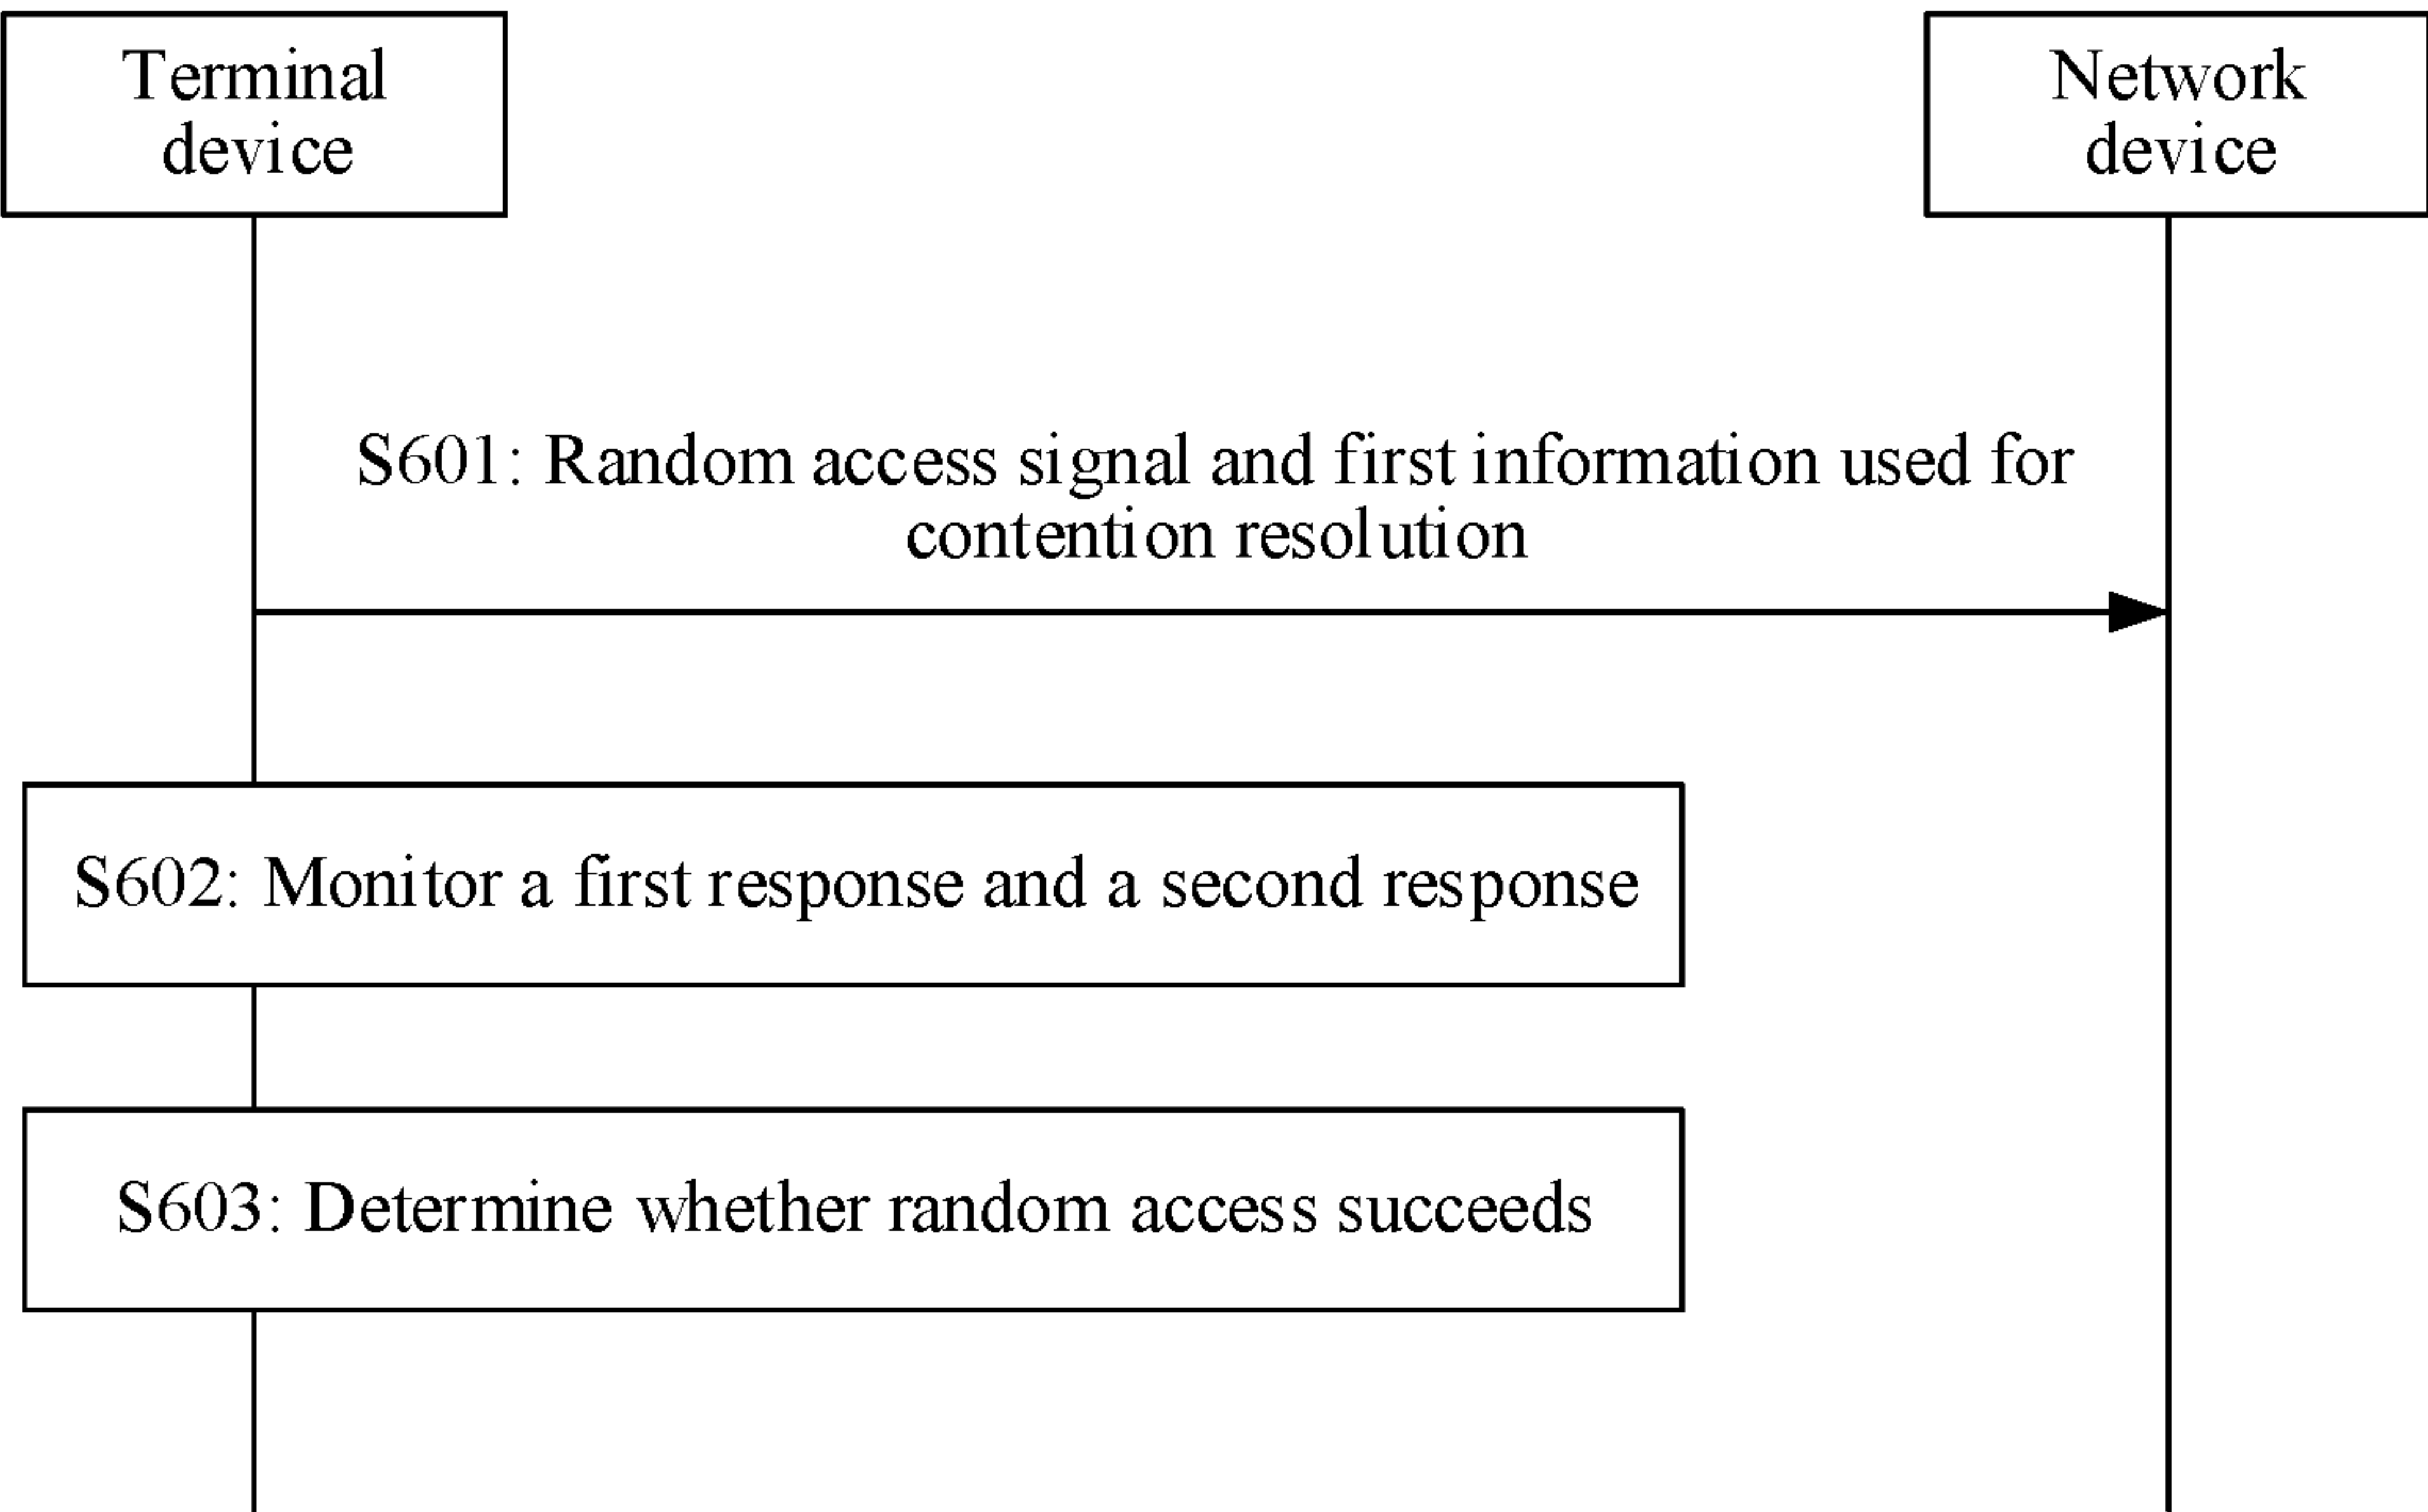 Terminal
device
Network
device
S601: Random access signal and first information used for
contention resolution
S602: Monitor a first response and a second response
S603: Determine whether random access succeeds